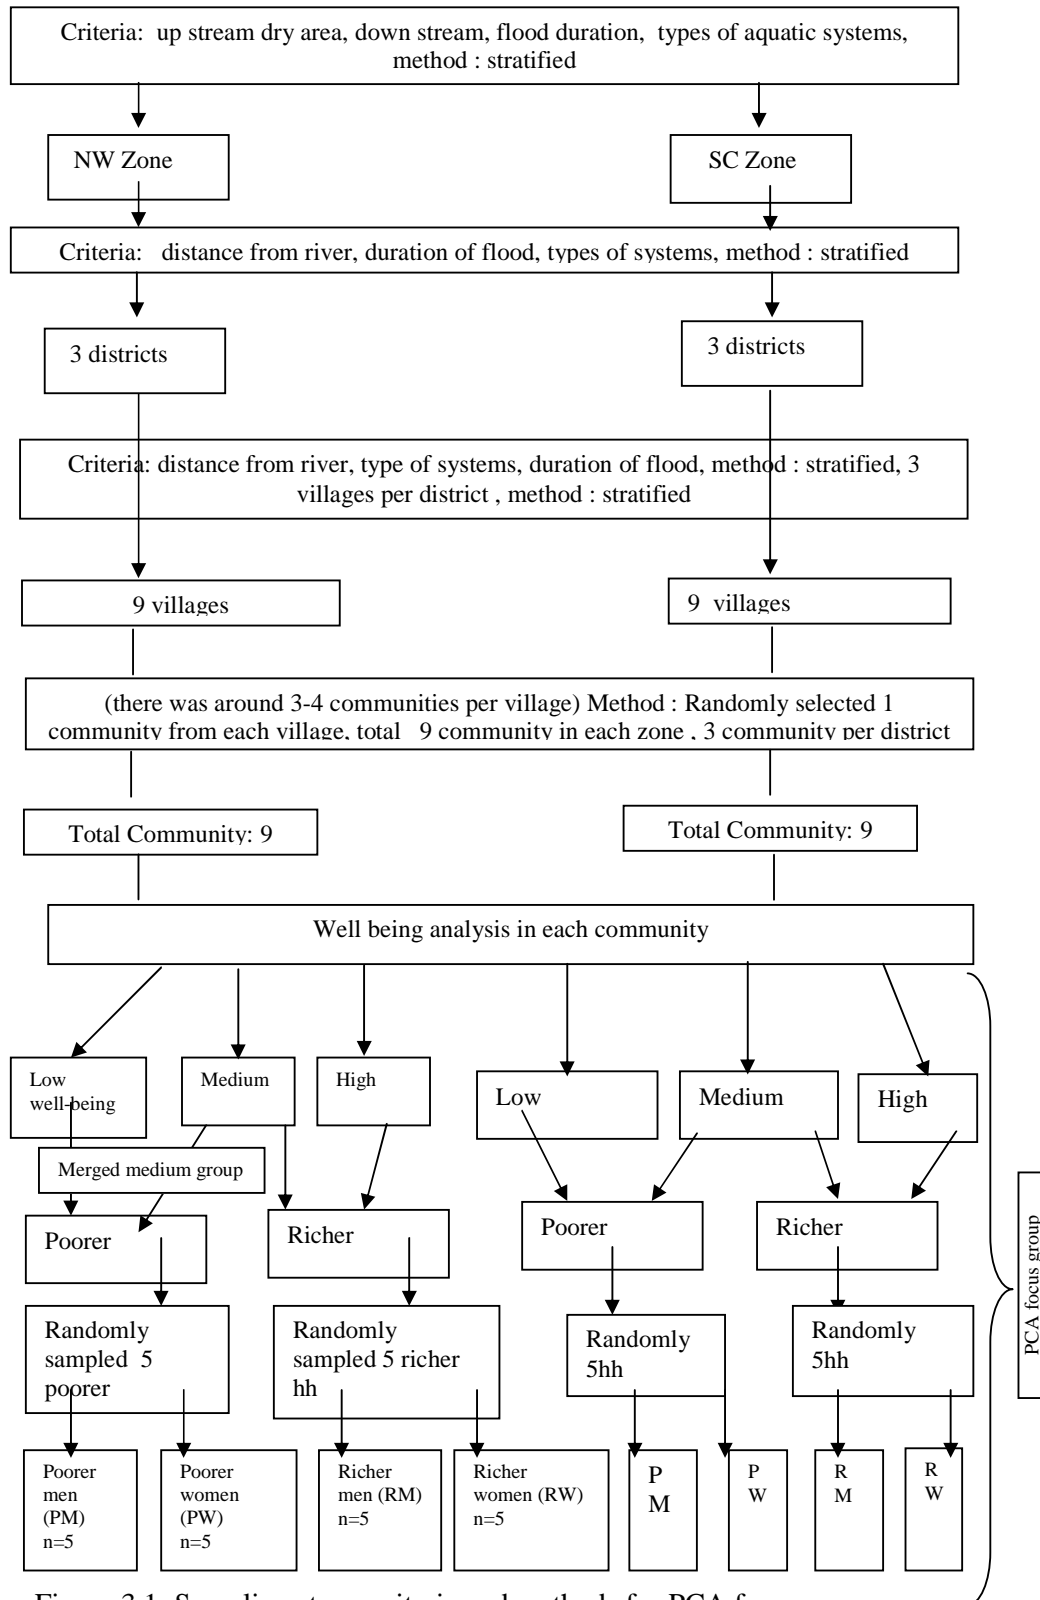 Criteria: up stream dry area, down stream, flood duration, types of aquatic systems,
method : stratified
NW Zone
SC Zone
Criteria: distance from river, duration of flood, types of systems, method : stratified
3 districts
3 districts
Criteria: distance from river, type of systems, duration of flood, method : stratified, 3
villages per district , method : stratified
9 villages
9 villages
(there was around 3-4 communities per village) Method : Randomly selected 1
community from each village, total 9 community in each zone , 3 community per district
Total Community: 9
Total Community: 9
Well being analysis in each community
Low
well-being
Medium
High
Low
Medium
High
Merged medium group
Poorer
Richer
Poorer
Richer
PCA focus group
Randomly
sampled 5
poorer
Randomly
sampled 5 richer
hh
Randomly
5hh
Randomly
5hh
Poorer
men
(PM)
n=5
Poorer
women
(PW)
n=5
Richer
men (RM)
n=5
Richer
women (RW)
n=5
P
M
P
W
R
M
R
W
Figure 3.1: Sampling steps, criteria and methods for PCA f